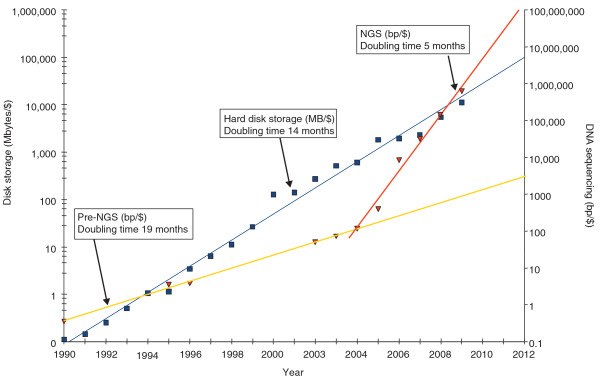 1,000,000
100,000
10,000
1,000
100
10
1
0
Disk storage (Mbytes/$)
100,000,000
10,000,000
1,000,000
100,000
10,000
1000
100
10
1
0.1
DNA sequencing (bp/$)
NGS (bp/$)
Doubling time 5 months
Hard disk storage (MB/$)
Doubling time 14 months
Pre-NGS (bp/$)
Doubling time 19 months
1990 1992 1994 1996 1998 2000 2003 2004 2006 2008 2010 2012
Year